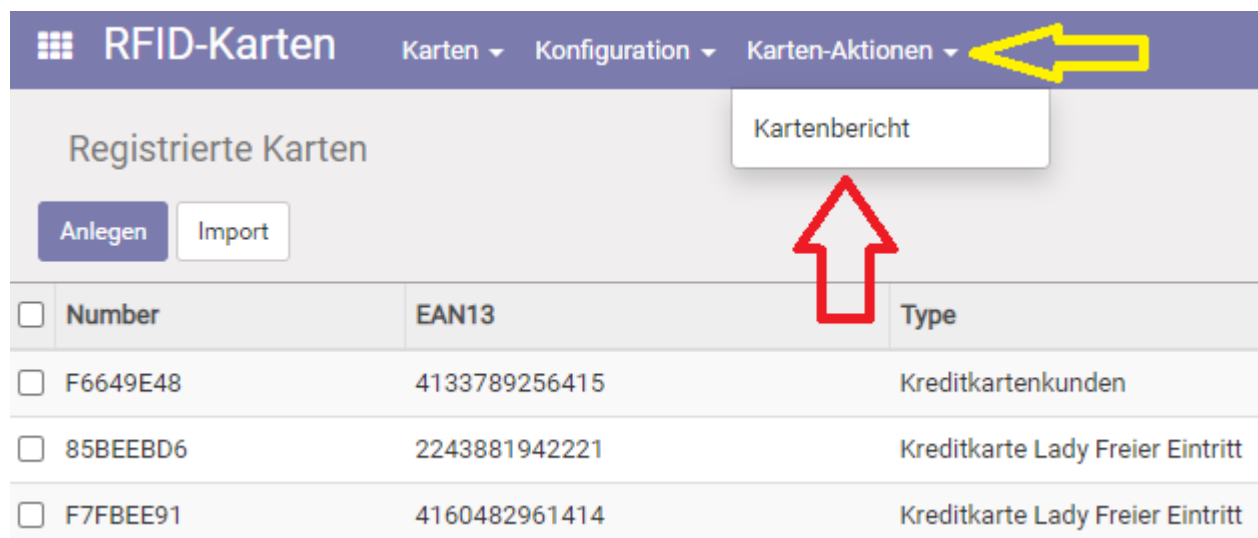 RFID-Karten Karten Konfiguration Karten-Aktionen
Kartenbericht
Registrierte Karten
Anlegen Import
Number EAN13 Type
F6649E48 4133789256415 Kreditkartenkunden
85BEEBD6 2243881942221 Kreditkarte Lady Freier Eintritt
F7FBEE91 4160482961414 Kreditkarte Lady Freier Eintritt